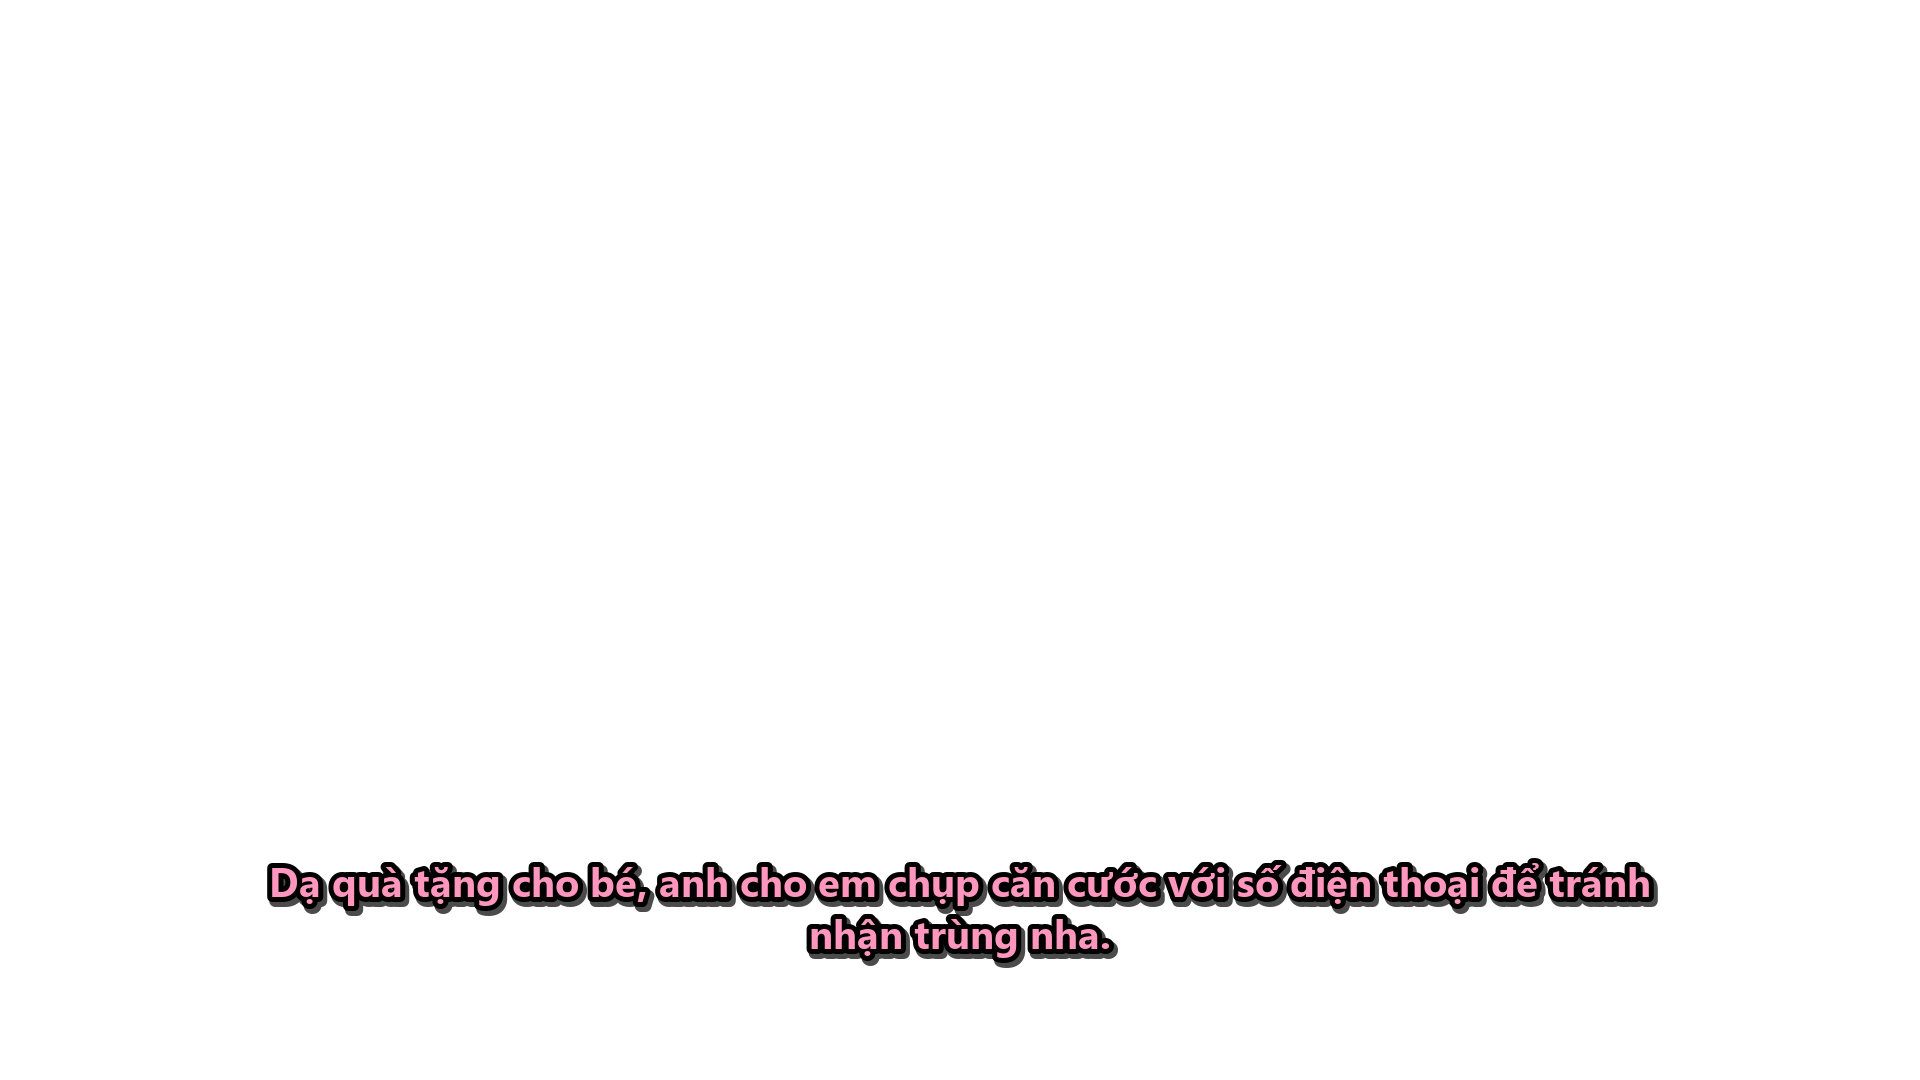 Dạ quà tặng cho bé, anh cho em chụp căn cước với số điện thoại để tránh
nhận trùng nha.